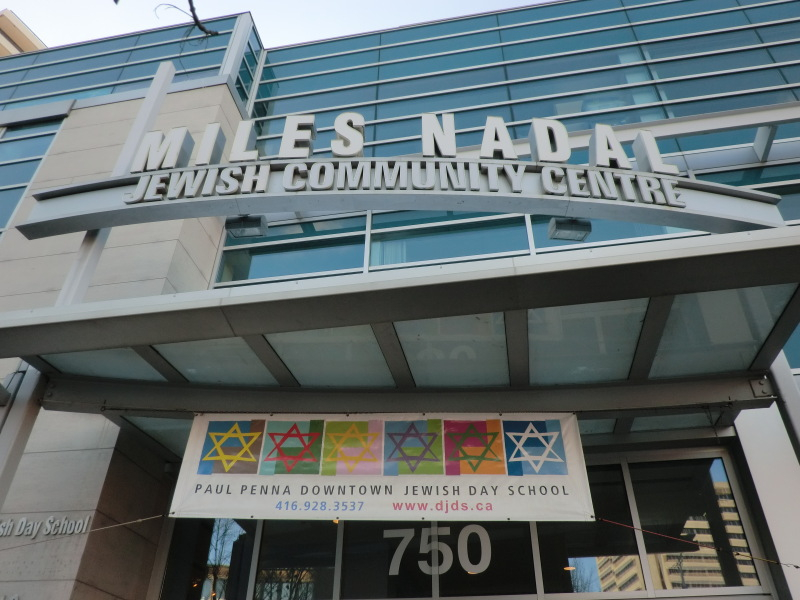 MILES NADAL
JEWISH COMMUNITY CENTRE
PAUL PENNA DOWNTOWN JEWISH DAY SCHOOL
416.928.3537 www.djds.ca
Day School
750